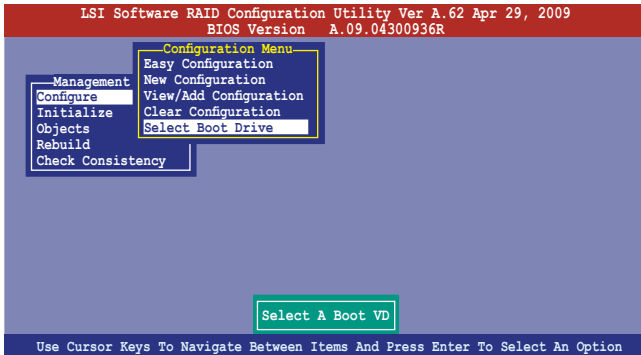 LSI Software RAID Configuration Utility Ver A.62 Apr 29, 2009
BIOS Version A.09.04300936R
Configuration Menu
Easy Configuration
New Configuration
View/Add Configuration
Clear Configuration
Select Boot Drive
Management
Configure
Initialize
Objects
Rebuild
Check Consistency
Select A Boot VD
Use Cursor Keys To Navigate Between Items And Press Enter To Select An Option